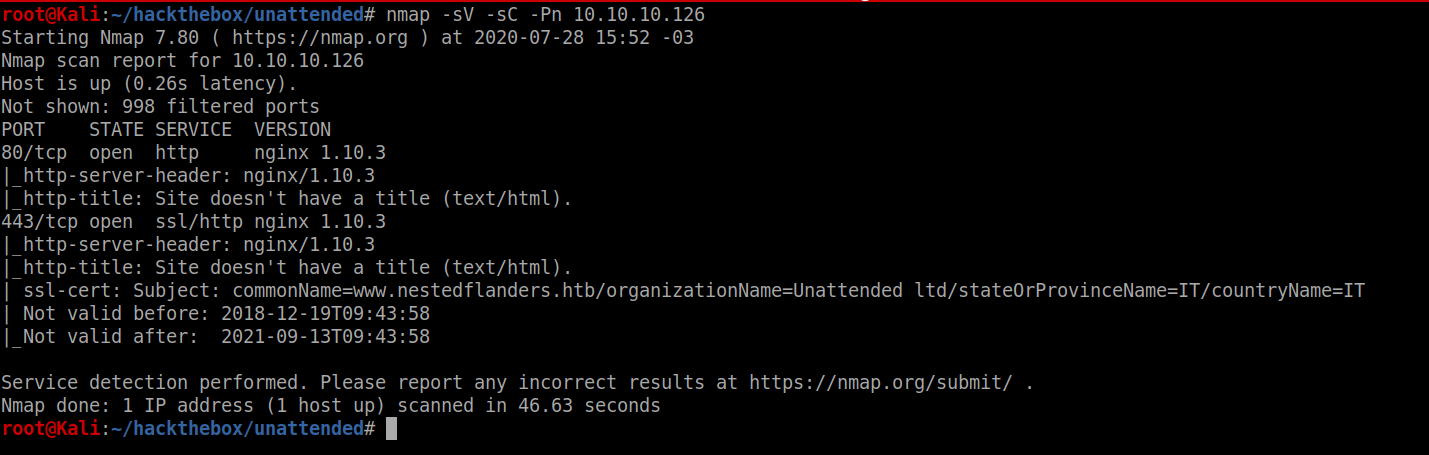 root@Kali:~/hackthebox/unattended# nmap -sV -sC -Pn 10.10.10.126
Starting Nmap 7.80 ( https://nmap.org ) at 2020-07-28 15:52 -03
Nmap scan report for 10.10.10.126
Host is up (0.26s latency).
Not shown: 998 filtered ports
PORT    STATE SERVICE  VERSION
80/tcp  open  http     nginx 1.10.3
|_http-server-header: nginx/1.10.3
|_http-title: Site doesn't have a title (text/html).
443/tcp open  ssl/http nginx 1.10.3
|_http-server-header: nginx/1.10.3
|_http-title: Site doesn't have a title (text/html).
| ssl-cert: Subject: commonName=www.nestedflanders.htb/organizationName=Unattended ltd/stateOrProvinceName=IT/countryName=IT
| Not valid before: 2018-12-19T09:43:58
|_Not valid after:  2021-09-13T09:43:58

Service detection performed. Please report any incorrect results at https://nmap.org/submit/ .
Nmap done: 1 IP address (1 host up) scanned in 46.63 seconds
root@Kali:~/hackthebox/unattended#